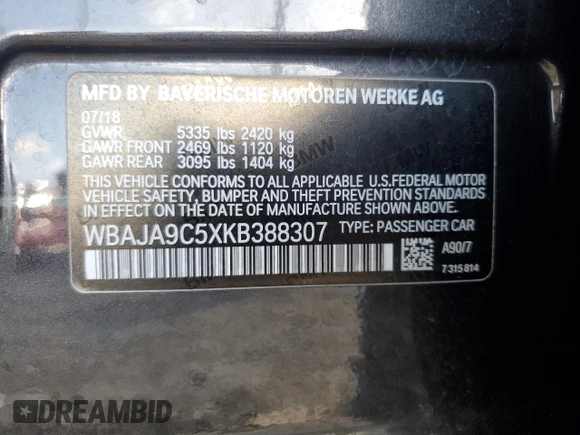 MFD BY BAYERISCHE MOTOREN WERKE AG
07/18
GVWR 5335 lbs 2420 kg
GAWR FRONT 2469 lbs 1120 kg
GAWR REAR 3095 lbs 1404 kg
THIS VEHICLE CONFORMS TO ALL APPLICABLE U.S.FEDERAL MOTOR
VEHICLE SAFETY, BUMPER AND THEFT PREVENTION STANDARDS
IN EFFECT ON THE DATE OF MANUFACTURE SHOWN ABOVE.
WBAJA9C5XKB388307 TYPE: PASSENGER CAR
A90/7
7 315 814
DREAMBID